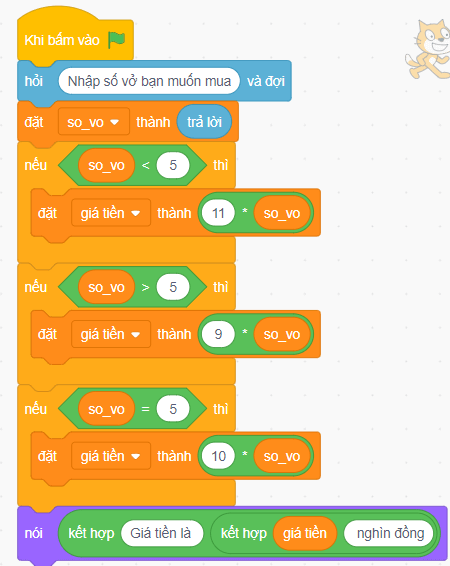 Khi bấm vào
hỏi Nhập số vở bạn muốn mua và đợi
đặt so_vo thành trả lời
nếu so_vo < 5 thì
đặt giá tiền thành 11 * so_vo
nếu so_vo > 5 thì
đặt giá tiền thành 9 * so_vo
nếu so_vo = 5 thì
đặt giá tiền thành 10 * so_vo
nói kết hợp Giá tiền là kết hợp giá tiền nghìn đồng